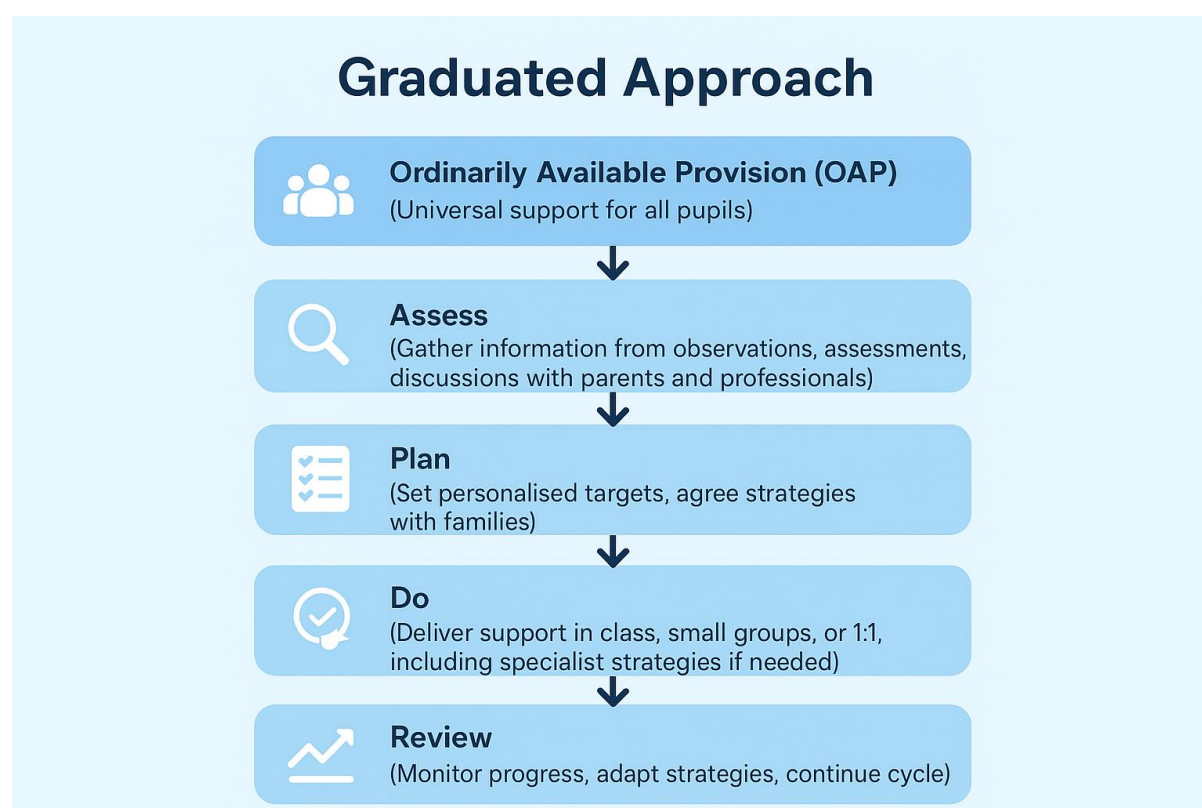 Graduated Approach
Ordinarily Available Provision (OAP)
(Universal support for all pupils)
Assess
(Gather information from observations, assessments,
discussions with parents and professionals)
Plan
(Set personalised targets, agree strategies
with families)
Do
(Deliver support in class, small groups, or 1:1,
including specialist strategies if needed)
Review
(Monitor progress, adapt strategies, continue cycle)